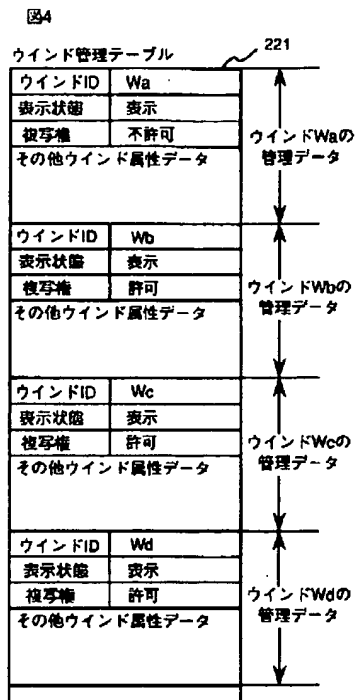 図4
ウインド管理テーブル
221
ウインドID Wa
表示状態 表示
複写権 不許可
その他ウインド属性データ
ウインドWaの
管理データ
ウインドID Wb
表示状態 表示
複写権 許可
その他ウインド属性データ
ウインドWbの
管理データ
ウインドID Wc
表示状態 表示
複写権 許可
その他ウインド属性データ
ウインドWcの
管理データ
ウインドID Wd
表示状態 表示
複写権 許可
その他ウインド属性データ
ウインドWdの
管理データ